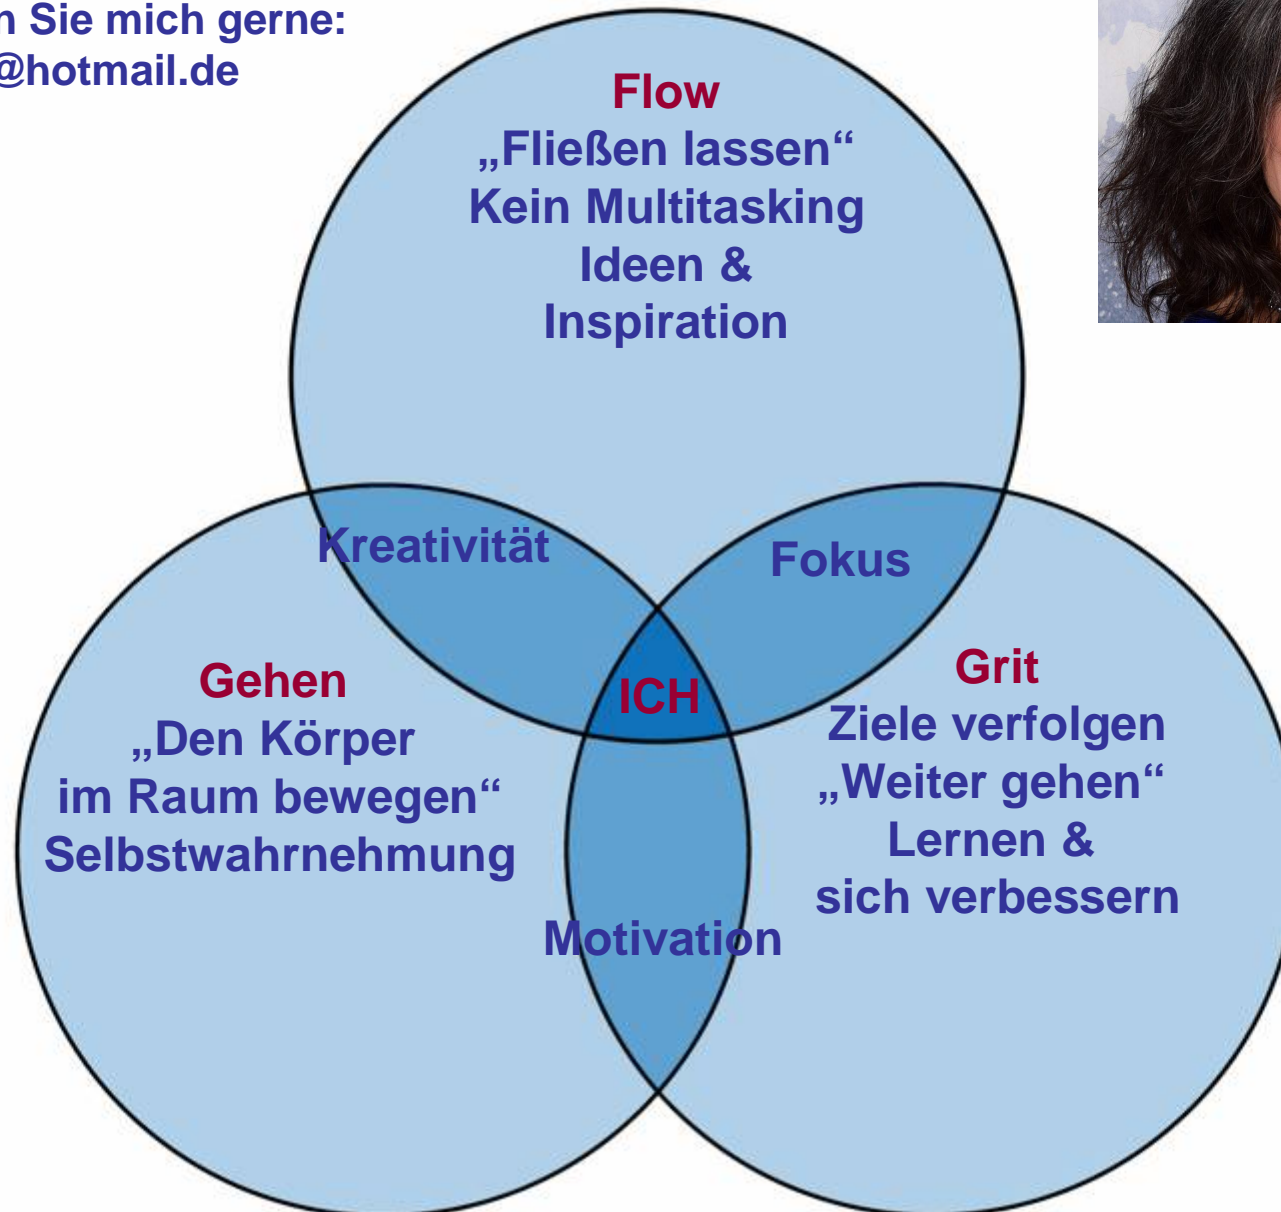 n Sie mich gerne:
@hotmail.de
Flow
„Fließen lassen“
Kein Multitasking
Ideen &
Inspiration
Kreativität
Fokus
Gehen
„Den Körper
im Raum bewegen“
Selbstwahrnehmung
ICH
Grit
Ziele verfolgen
„Weiter gehen“
Lernen &
sich verbessern
Motivation